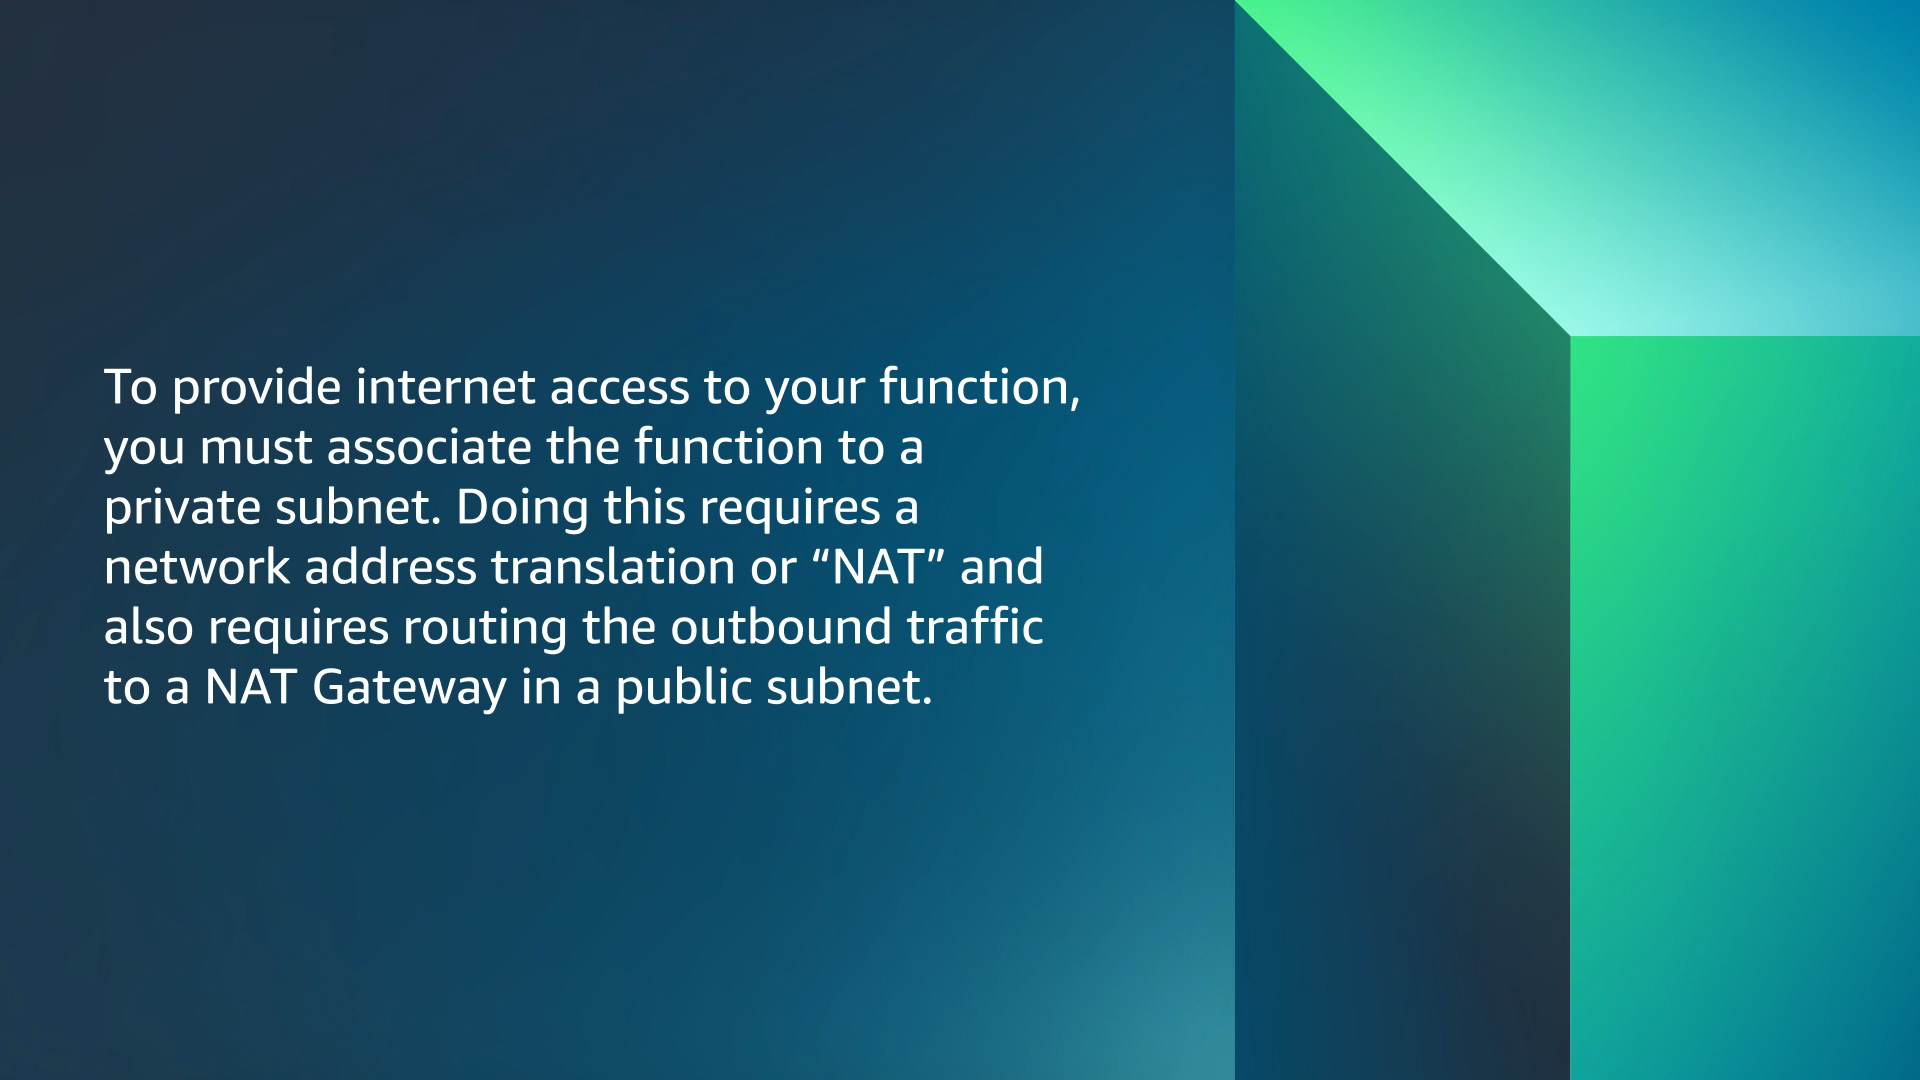 To provide internet access to your function,
you must associate the function to a
private subnet. Doing this requires a
network address translation or “NAT” and
also requires routing the outbound traffic
to a NAT Gateway in a public subnet.